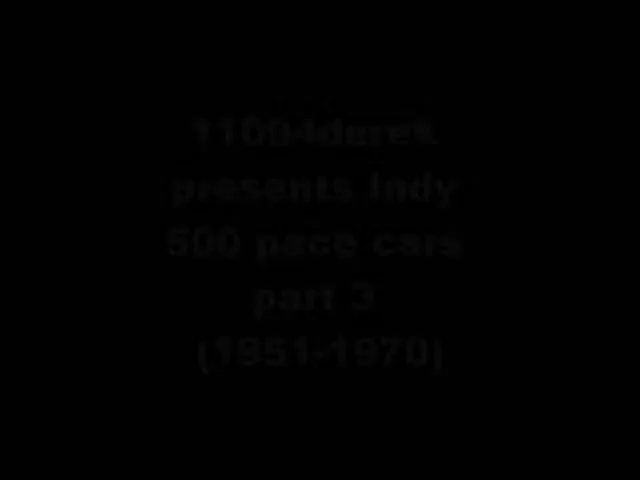 11094derek
presents Indy
500 pace cars
part 3
(1951-1970)